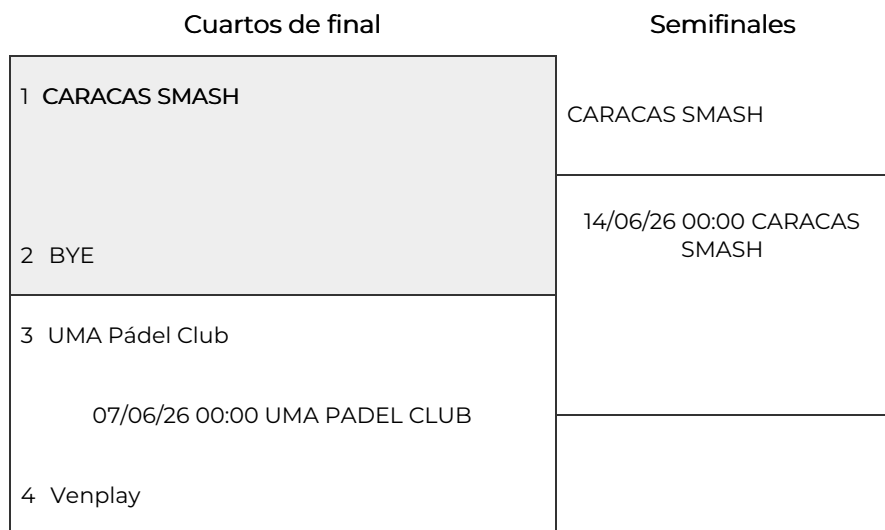 Cuartos de final
Semifinales
1 CARACAS SMASH
CARACAS SMASH
14/06/26 00:00 CARACAS
SMASH
2 BYE
3 UMA Pádel Club
07/06/26 00:00 UMA PADEL CLUB
4 Venplay